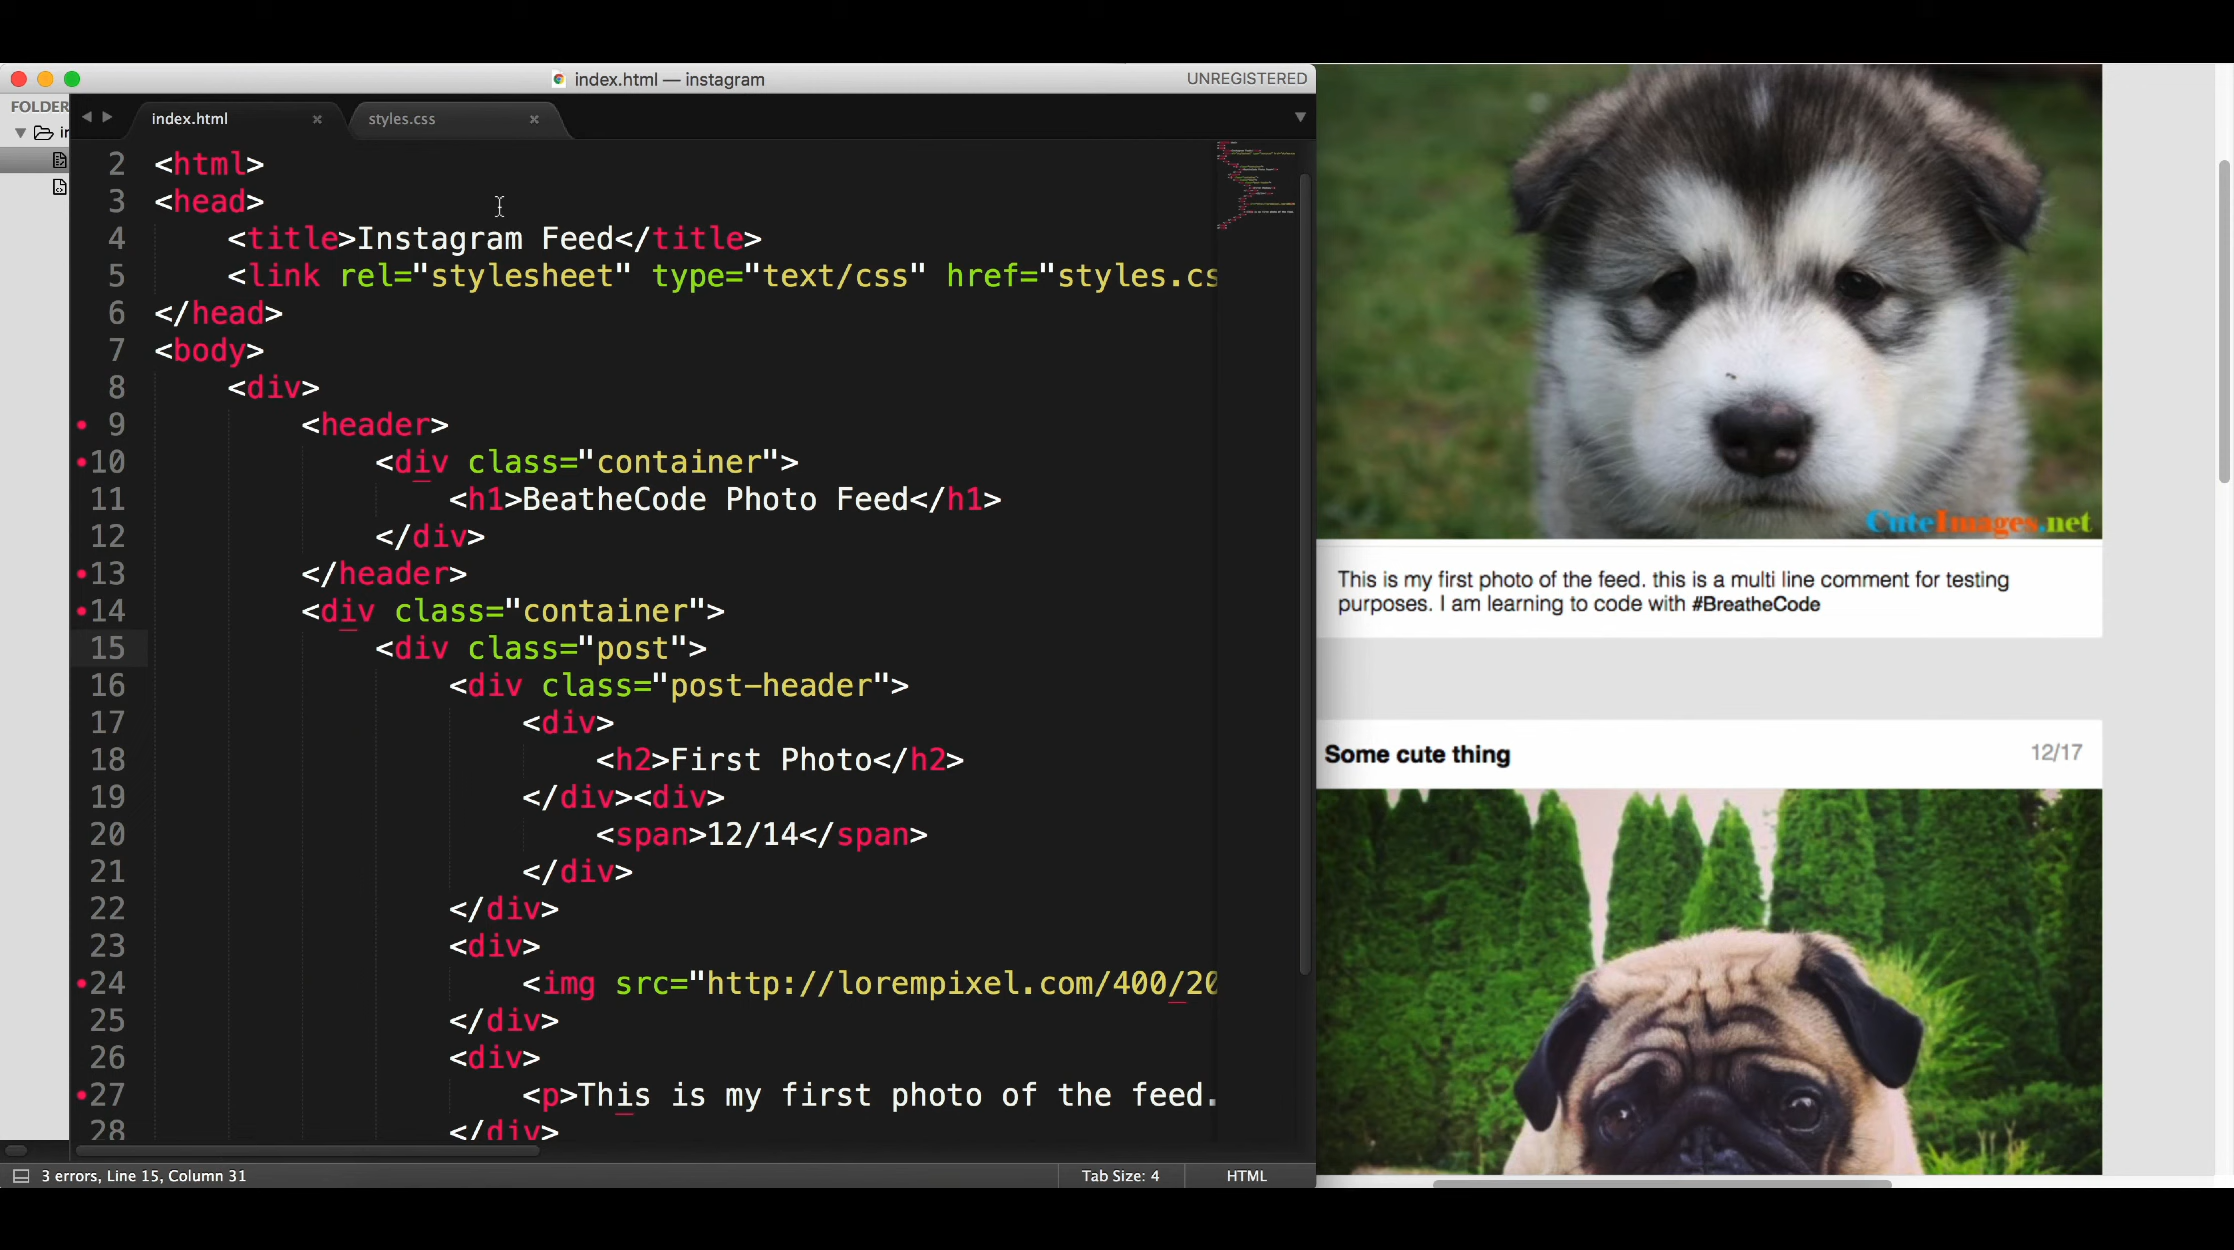 index.html — instagram
UNREGISTERED
FOLDER
index.html
styles.css
2 <html>
3 <head>
4 <title>Instagram Feed</title>
5 <link rel="stylesheet" type="text/css" href="styles.cs
6 </head>
7 <body>
8 <div>
9 <header>
10 <div class="container">
11 <h1>BeatheCode Photo Feed</h1>
12 </div>
13 </header>
14 <div class="container">
15 <div class="post">
16 <div class="post-header">
17 <div>
18 <h2>First Photo</h2>
19 </div><div>
20 <span>12/14</span>
21 </div>
22 </div>
23 <div>
24 <img src="http://lorempixel.com/400/20
25 </div>
26 <div>
27 <p>This is my first photo of the feed.
28 </div>
3 errors, Line 15, Column 31
Tab Size: 4
HTML
CuteImages.net
This is my first photo of the feed. this is a multi line comment for testing
purposes. I am learning to code with #BreatheCode
Some cute thing
12/17